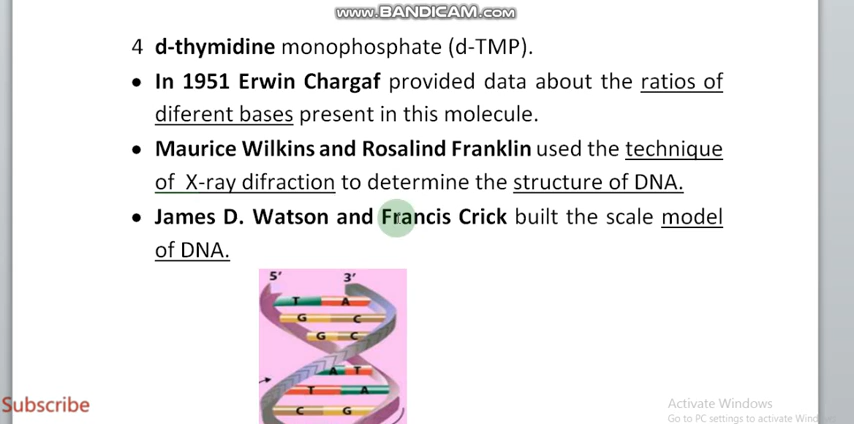 www.BANDICAM.com
4 d-thymidine monophosphate (d-TMP).
• In 1951 Erwin Chargaf provided data about the ratios of
diferent bases present in this molecule.
• Maurice Wilkins and Rosalind Franklin used the technique
of X-ray difraction to determine the structure of DNA.
• James D. Watson and Francis Crick built the scale model
of DNA.
5' 3'
T A
G C
G C
A T
T A
C G
Subscribe
Activate Windows
Go to PC settings to activate Windows